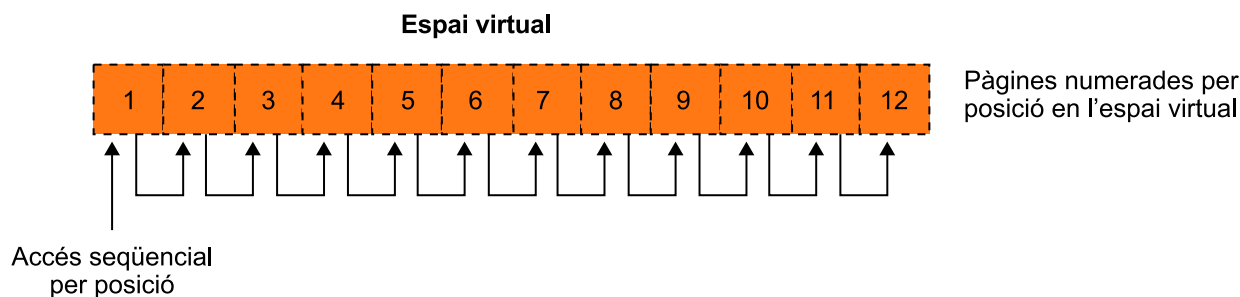 Espai virtual
1 2 3 4 5 6 7 8 9 10 11 12
Pàgines numerades per
posició en l'espai virtual
Accés seqüencial
per posició